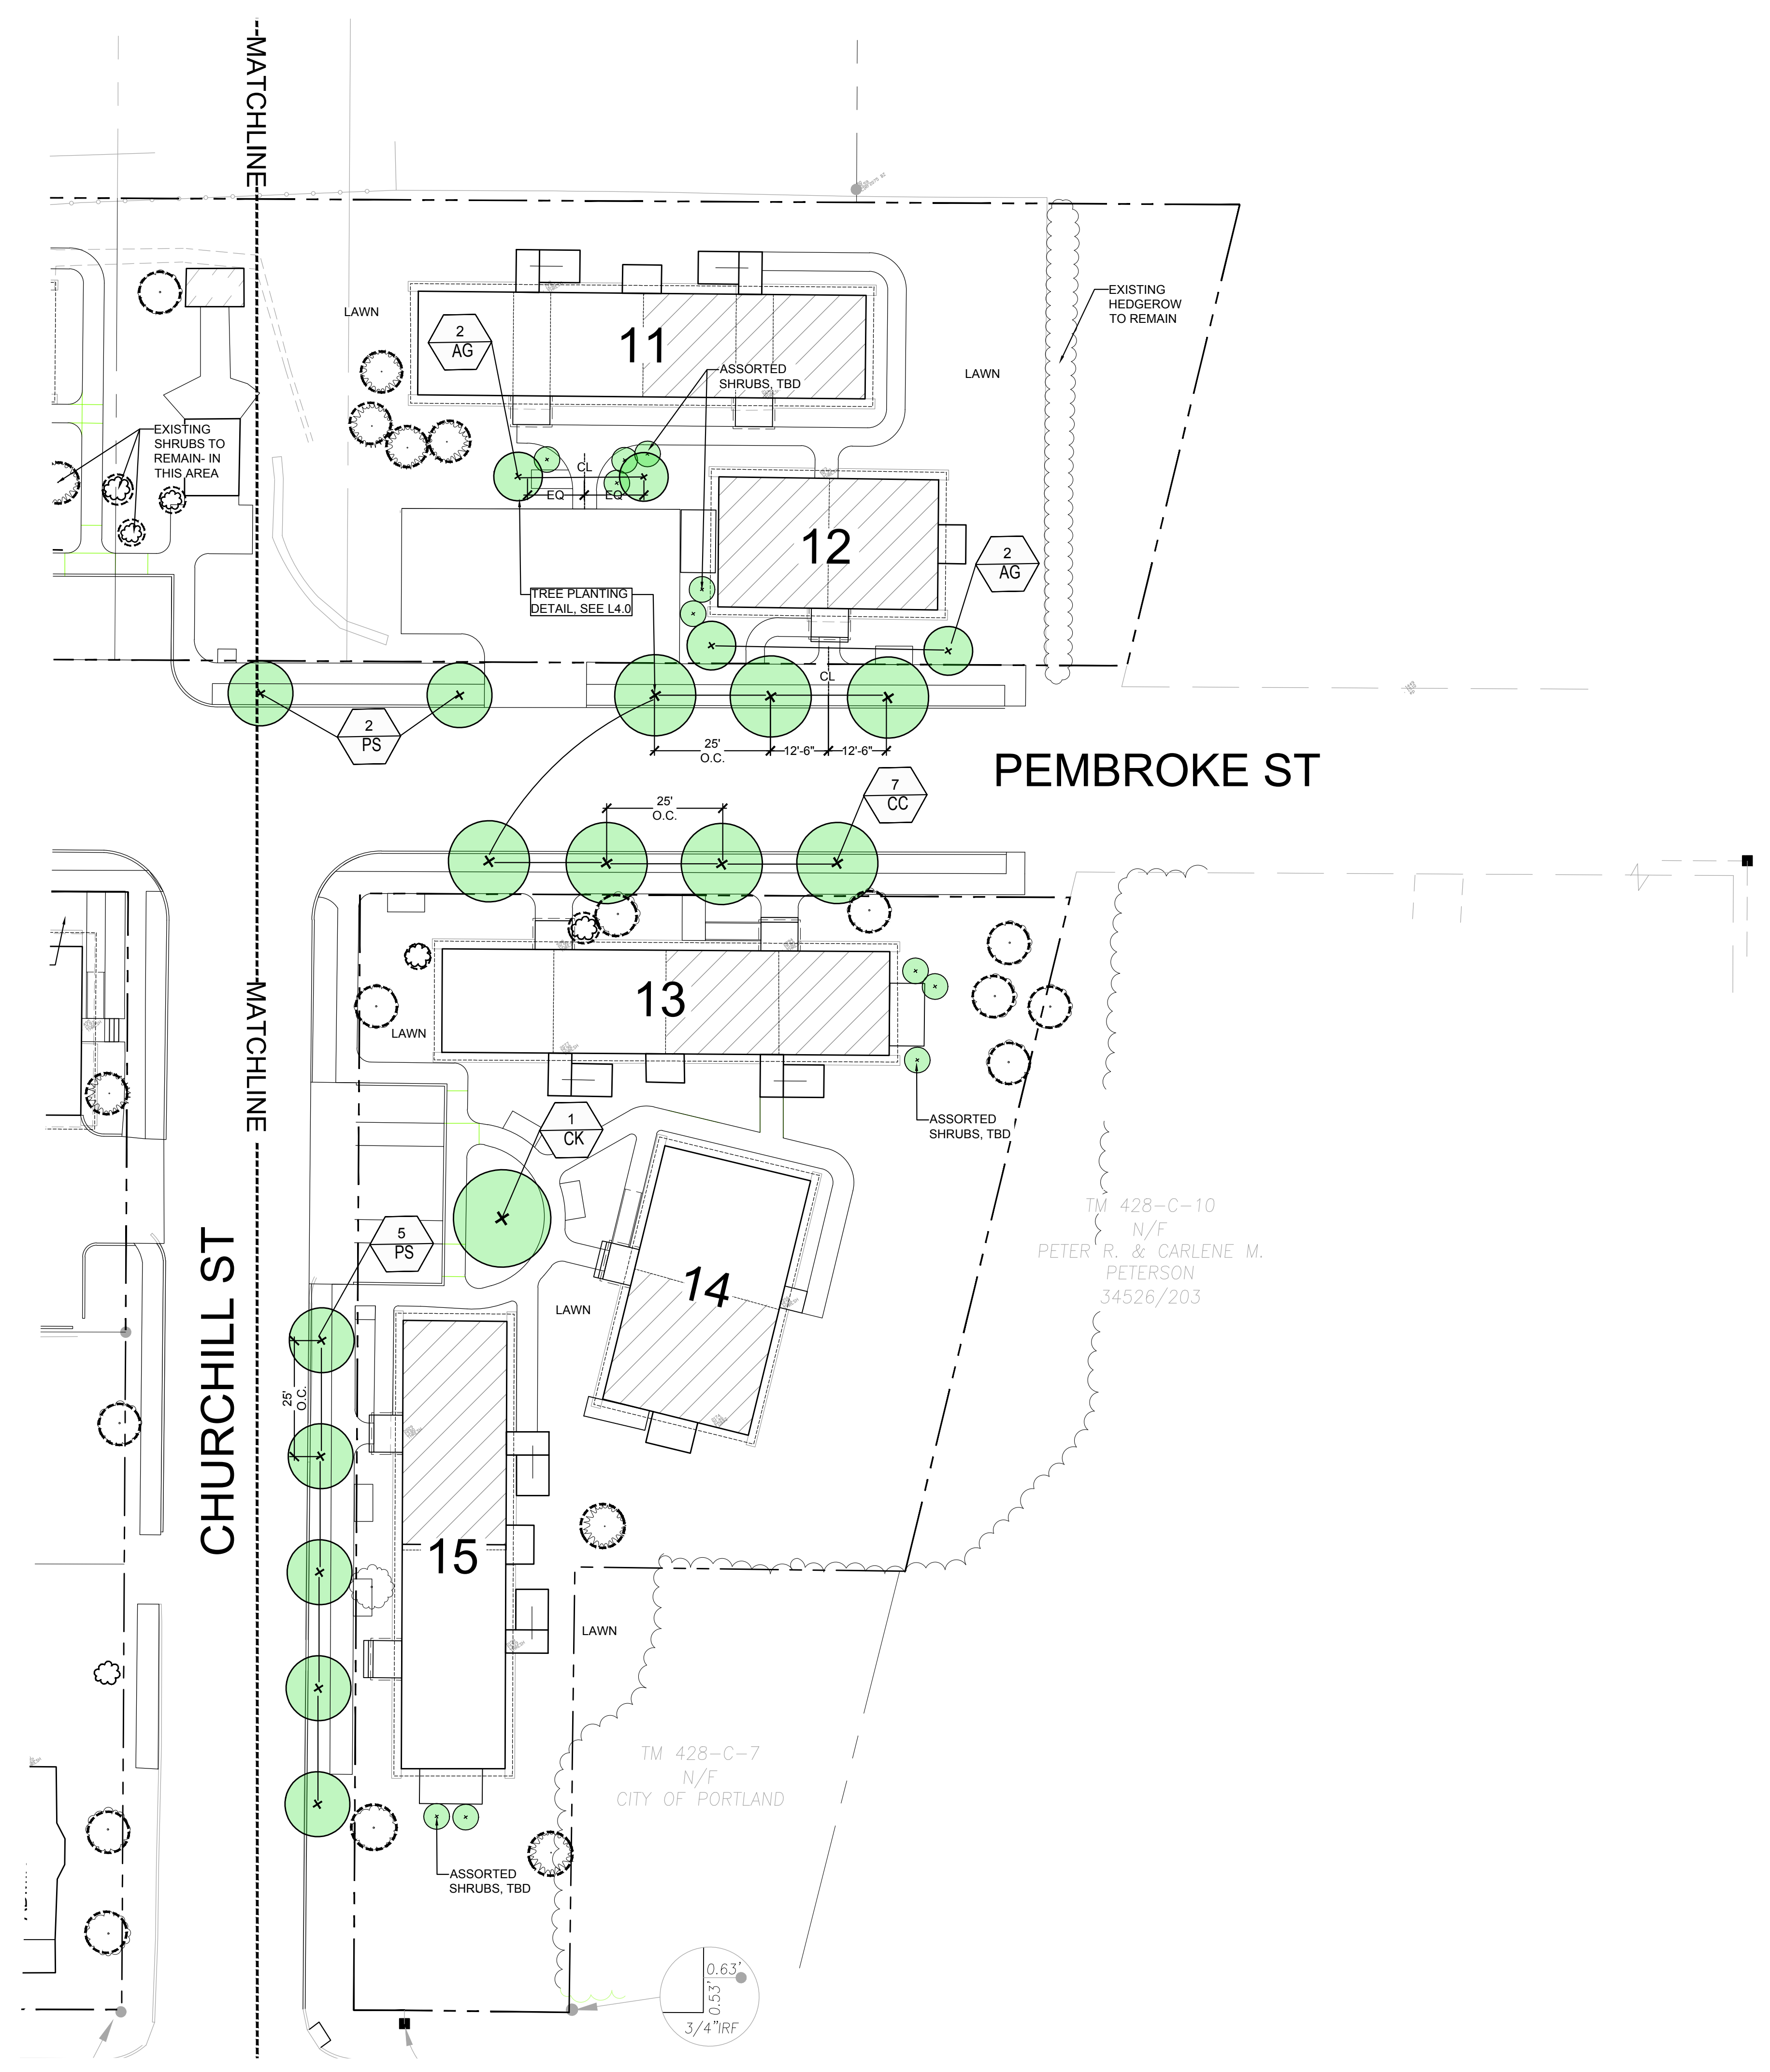 MATCHLINE
EXISTING
HEDGEROW
TO REMAIN
LAWN
2
AG
11
ASSORTED
SHRUBS, TBD
LAWN
EXISTING
SHRUBS TO
REMAIN- IN
THIS AREA
CL
EQ
EQ
12
2
AG
TREE PLANTING
DETAIL, SEE L4.0
CL
2
PS
25'
O.C.
12'-6"
12'-6"
PEMBROKE ST
7
CC
25'
O.C.
MATCHLINE
13
LAWN
1
CK
ASSORTED
SHRUBS, TBD
TM 428-C-10
N/F
PETER R. & CARLENE M.
PETERSON
34526/203
5
PS
14
LAWN
CHURCHILL ST
25'
O.C.
15
LAWN
TM 428-C-7
N/F
CITY OF PORTLAND
ASSORTED
SHRUBS, TBD
0.63'
0.53'
3/4"IRF